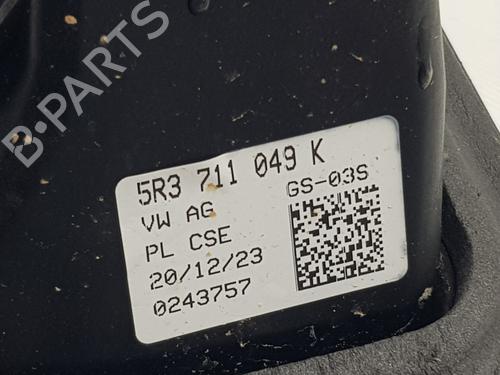 B-PARTS
5R3 711 049 K
VW AG GS-03S
PL CSE
20/12/23
0243757